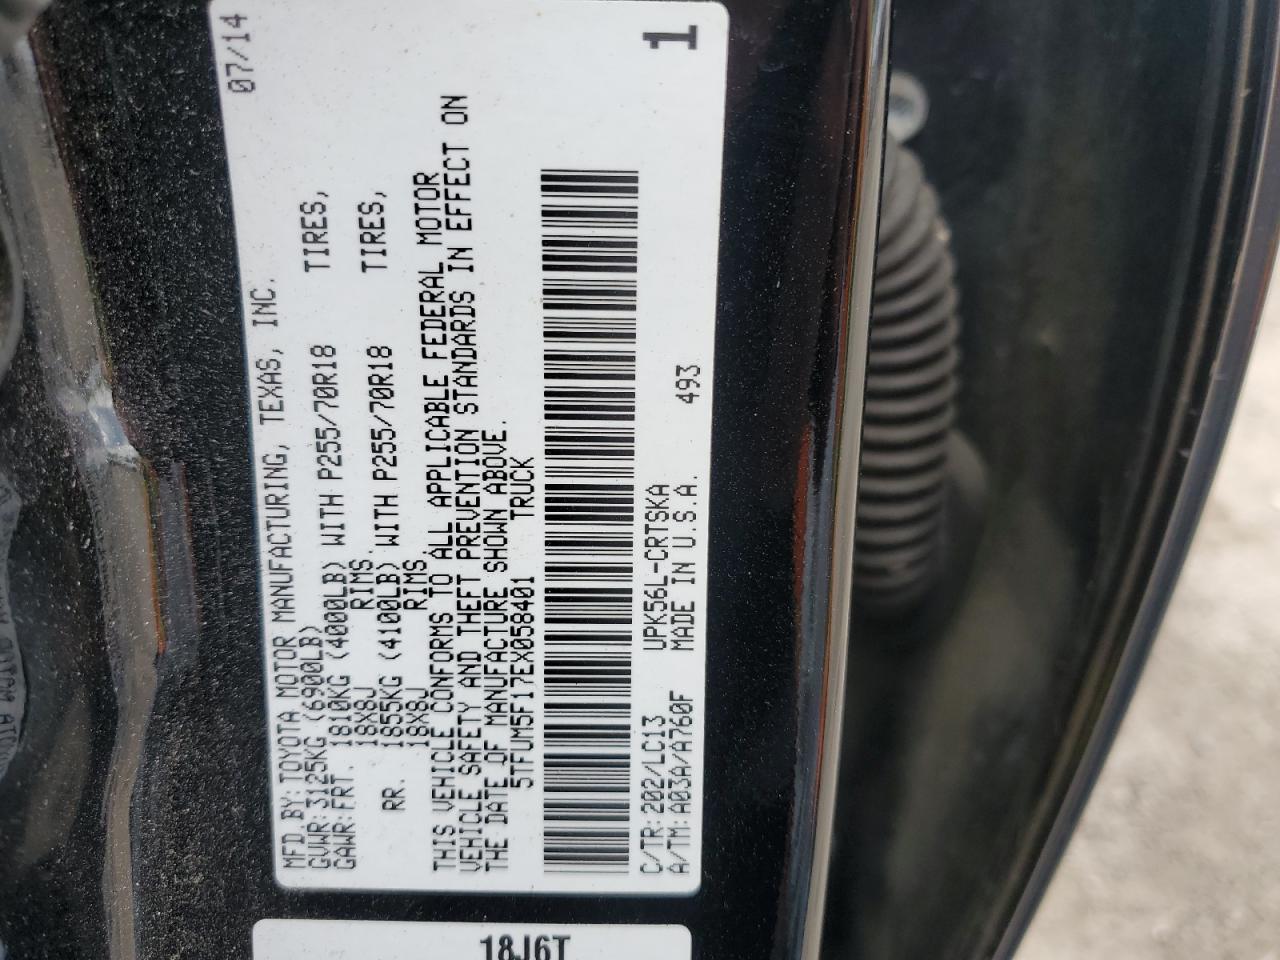 07/14
MFD.BY:TOYOTA MOTOR MANUFACTURING, TEXAS, INC.
GVWR:3125KG (6900LB)
GAWR:FRT. 1810KG (4000LB) WITH P255/70R18 TIRES,
18X8J RIMS.
RR. 1855KG (4100LB) WITH P255/70R18 TIRES,
18X8J RIMS
THIS VEHICLE CONFORMS TO ALL APPLICABLE FEDERAL MOTOR
VEHICLE SAFETY AND THEFT PREVENTION STANDARDS IN EFFECT ON
THE DATE OF MANUFACTURE SHOWN ABOVE.
5TFUM5F17EX058401 TRUCK
C/TR:202/LC13 UPK56L-CRTSKA
A/TM:A03A/A760F MADE IN U.S.A. 493
1
18J6T